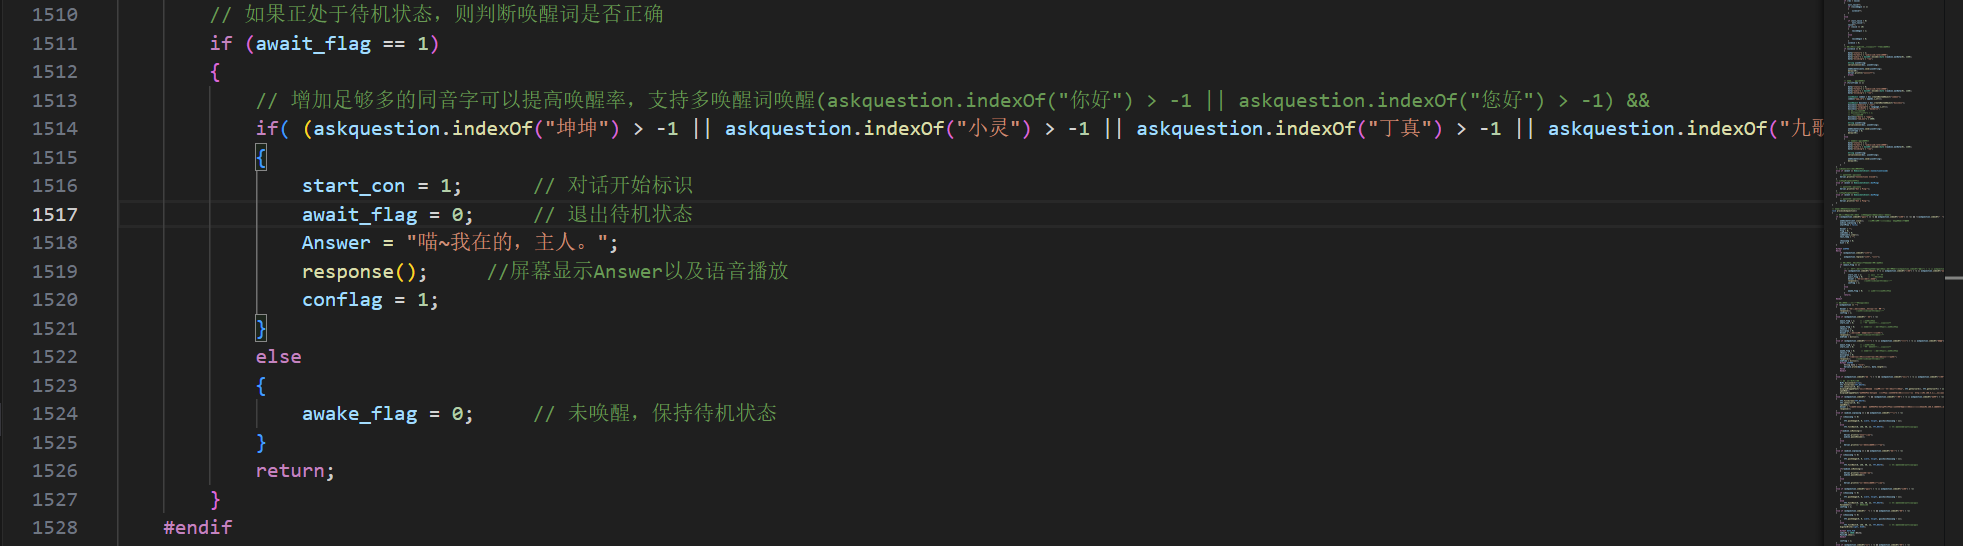 1510 // 如果正处于待机状态，则判断唤醒词是否正确
1511 if (await_flag == 1)
1512 {
1513 // 增加足够多的同音字可以提高唤醒率，支持多唤醒词唤醒(askquestion.indexOf("你好") > -1 || askquestion.indexOf("您好") > -1) &&
1514 if( (askquestion.indexOf("坤坤") > -1 || askquestion.indexOf("小灵") > -1 || askquestion.indexOf("丁真") > -1 || askquestion.indexOf("九歌
1515 {
1516 start_con = 1; // 对话开始标识
1517 await_flag = 0; // 退出待机状态
1518 Answer = "喵~我在的，主人。";
1519 response(); //屏幕显示Answer以及语音播放
1520 conflag = 1;
1521 }
1522 else
1523 {
1524 awake_flag = 0; // 未唤醒，保持待机状态
1525 }
1526 return;
1527 }
1528 #endif